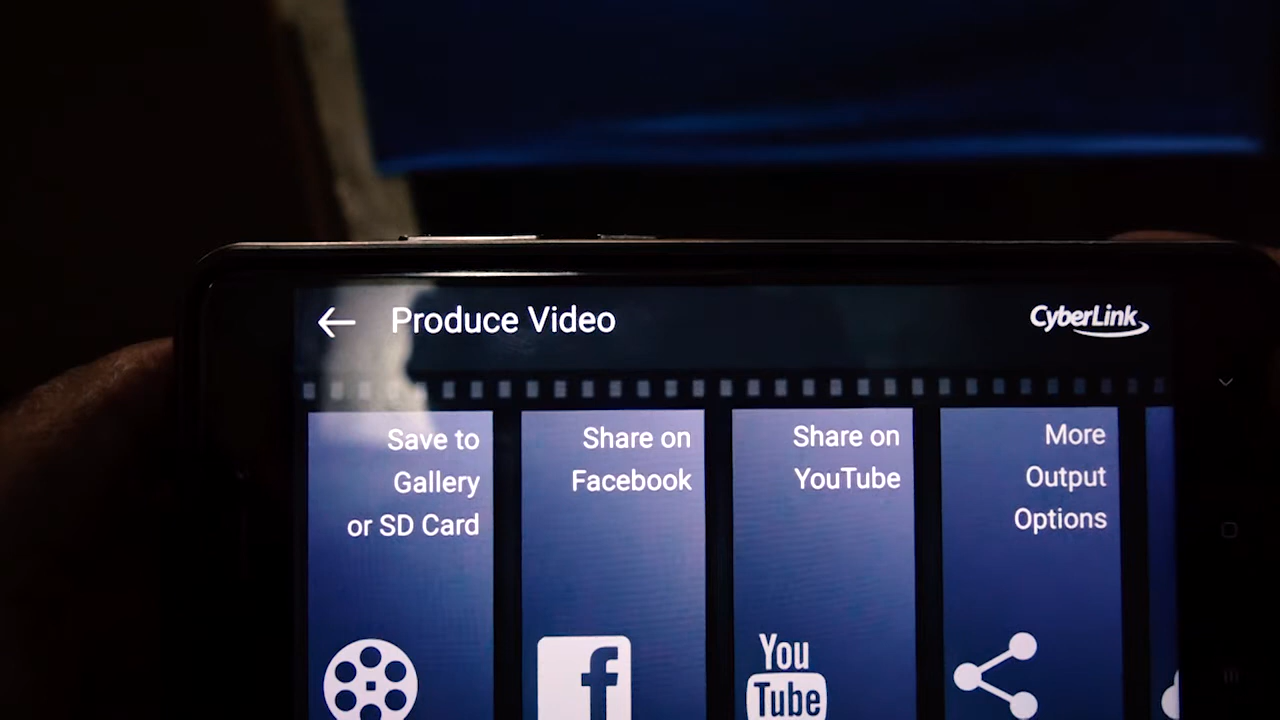 Produce Video
CyberLink
Save to
Gallery
or SD Card
Share on
Facebook
Share on
YouTube
More
Output
Options
f
You
Tube